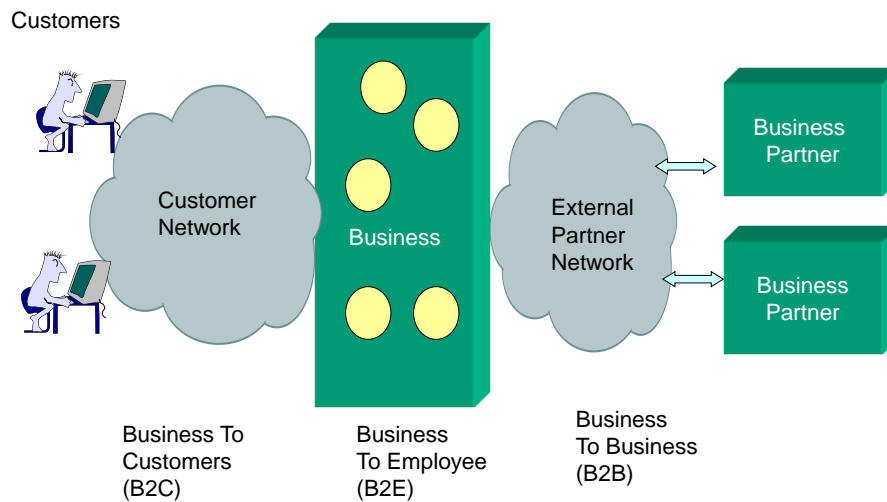 Customers
Customer
Network
Business
External
Partner
Network
Business
Partner
Business
Partner
Business To
Customers
(B2C)
Business
To Employee
(B2E)
Business
To Business
(B2B)